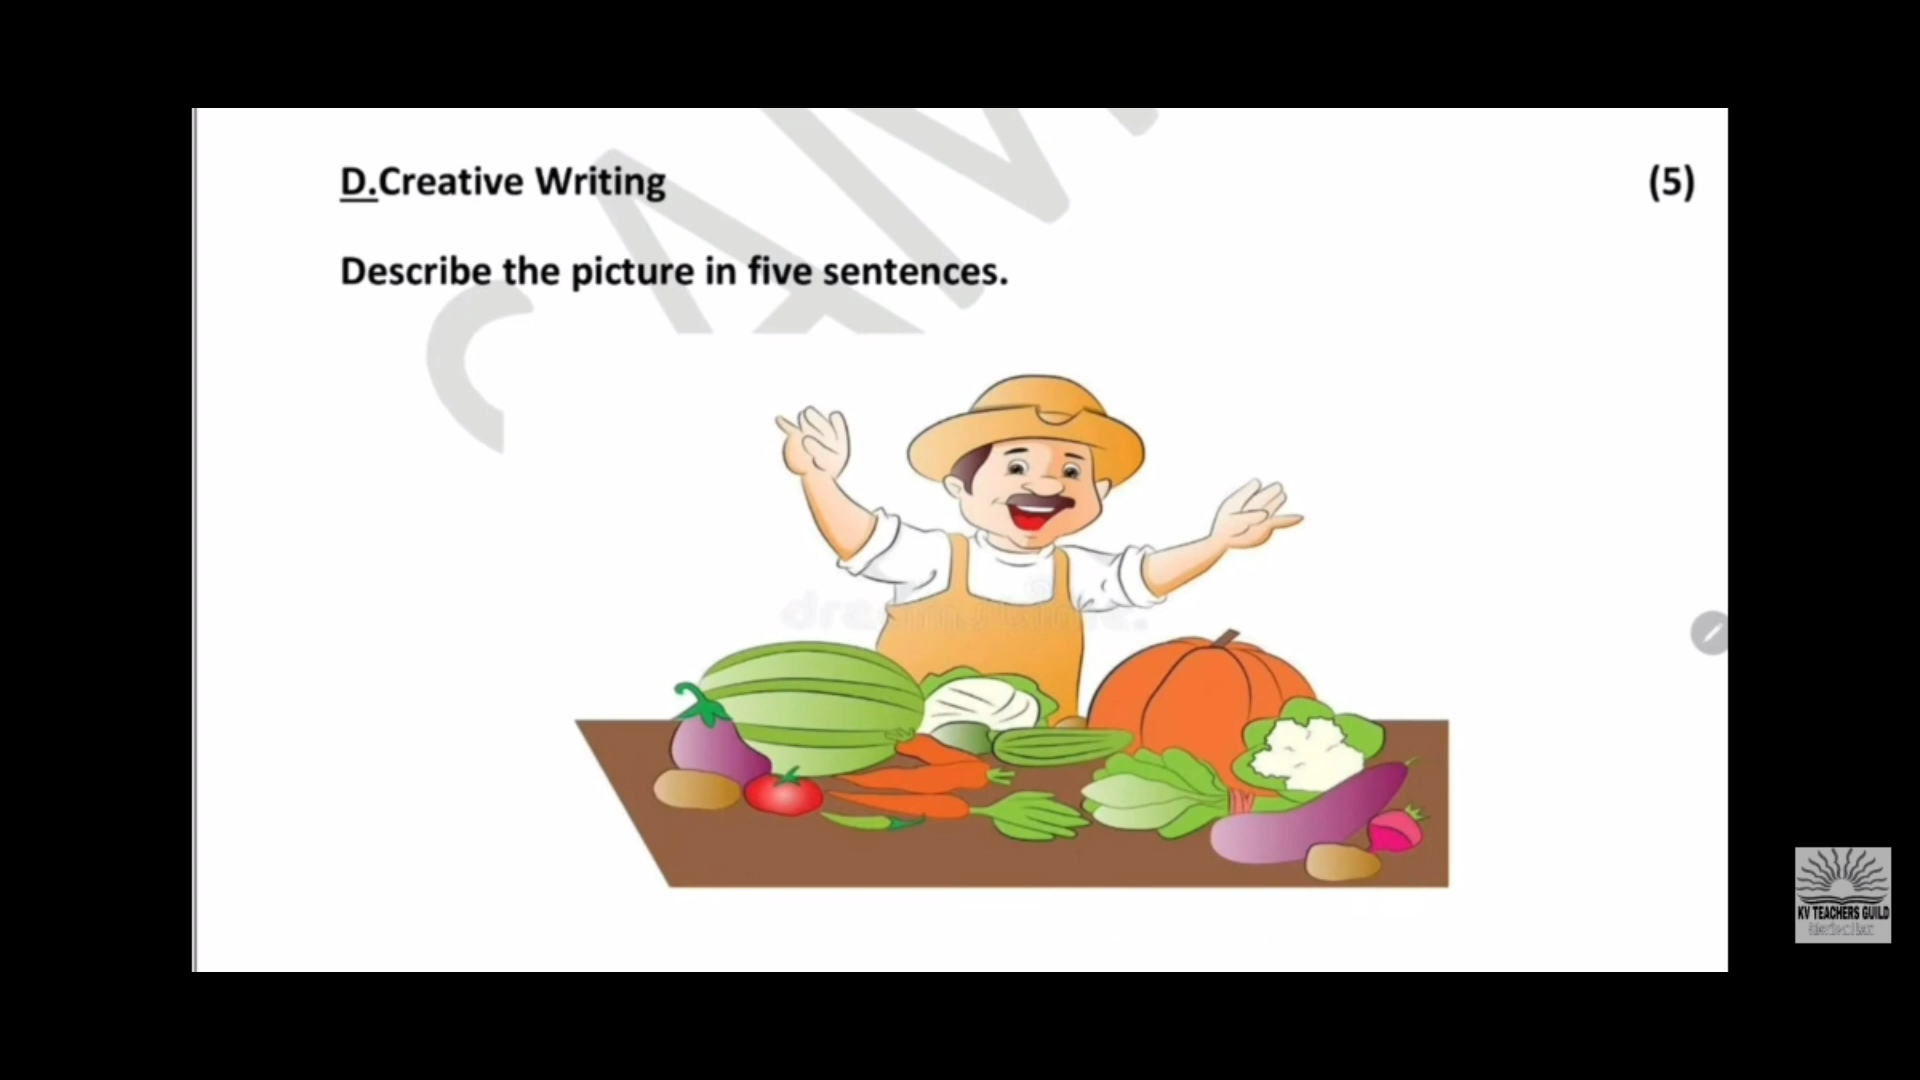 D.Creative Writing (5)
Describe the picture in five sentences.
KV TEACHERS GUILD